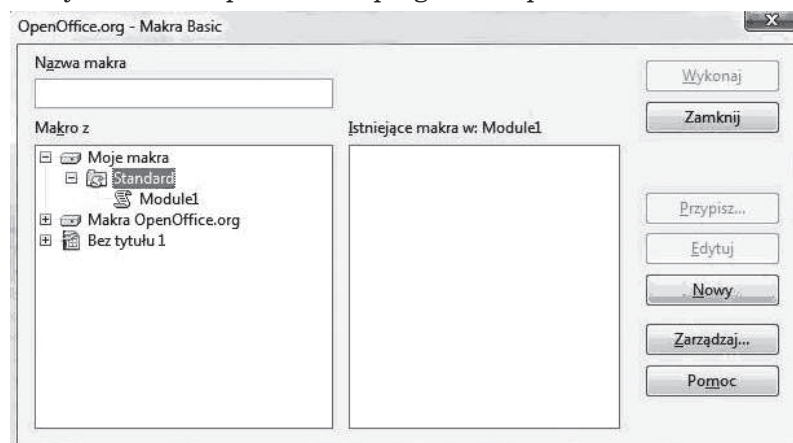 OpenOffice.org - Makra Basic
Nazwa makra
Wykonaj
Zamknij
Makro z
Istniejące makra w: Module1
Moje makra
Standard
Module1
Makra OpenOffice.org
Bez tytułu 1
Przypisz...
Edytuj
Nowy
Zarządzaj...
Pomoc